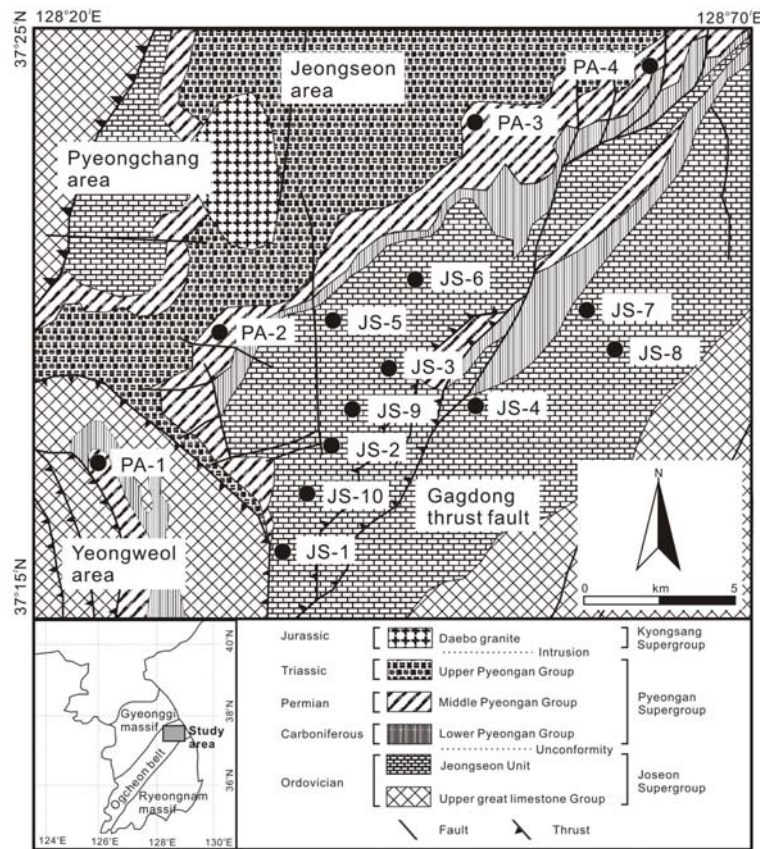 128°20′E
128°70′E
37°25′N
Jeongseon
area
PA-4
PA-3
Pyeongchang
area
JS-6
JS-7
JS-5
PA-2
JS-8
JS-3
JS-9
JS-4
JS-2
PA-1
JS-10
Gagdong
thrust fault
N
Yeongweol
area
JS-1
0 km 5
37°15′N
40°N
38°N
36°N
Gyeonggi
massif
Study
area
Ogcheon belt
Ryeongnam
massif
124°E 126°E 128°E 130°E
Jurassic Daebo granite Kyongsang
Supergroup
Intrusion
Triassic Upper Pyeongan Group
Permian Middle Pyeongan Group Pyeongan
Supergroup
Carboniferous Lower Pyeongan Group
Unconformity
Ordovician Jeongseon Unit Joseon
Supergroup
Upper great limestone Group
Fault Thrust